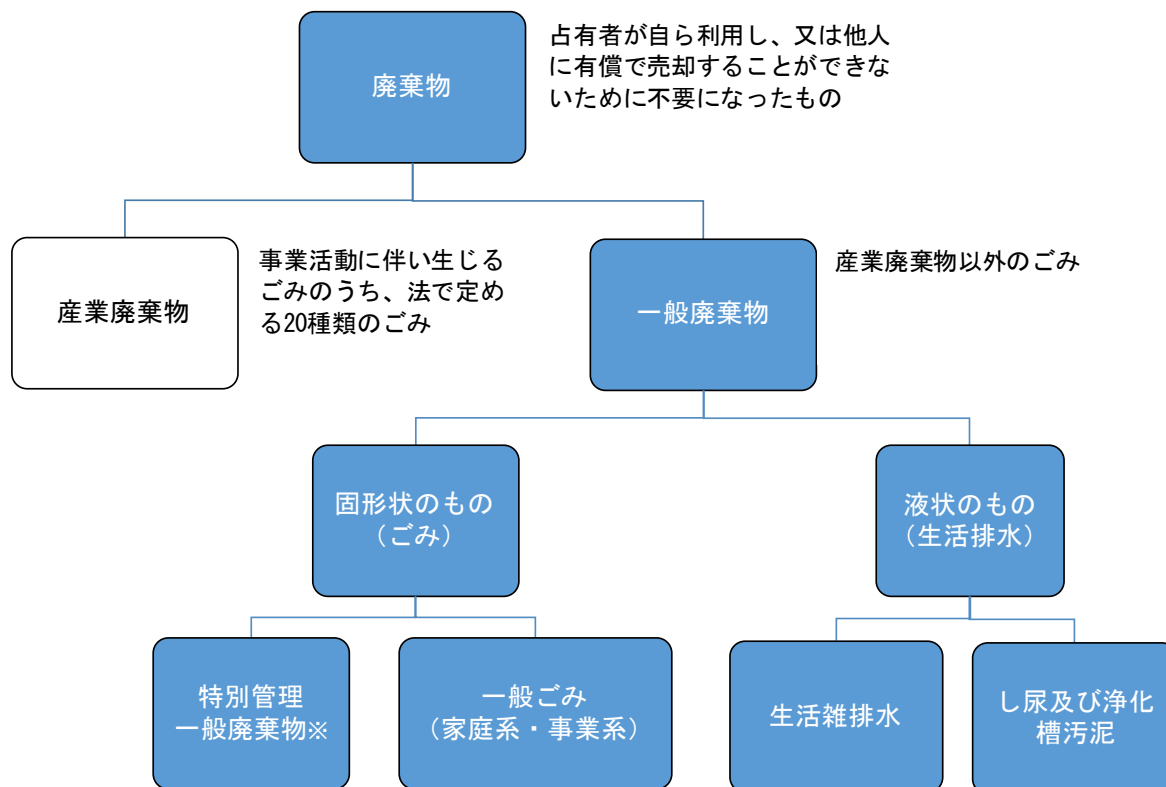 廃棄物
占有者が自ら利用し、又は他人
に有償で売却することができな
いために不要になったもの
産業廃棄物
事業活動に伴い生じる
ごみのうち、法で定め
る20種類のごみ
一般廃棄物
産業廃棄物以外のごみ
固形状のもの
（ごみ）
液状のもの
（生活排水）
特別管理
一般廃棄物※
一般ごみ
（家庭系・事業系）
生活雑排水
し尿及び浄化
槽汚泥